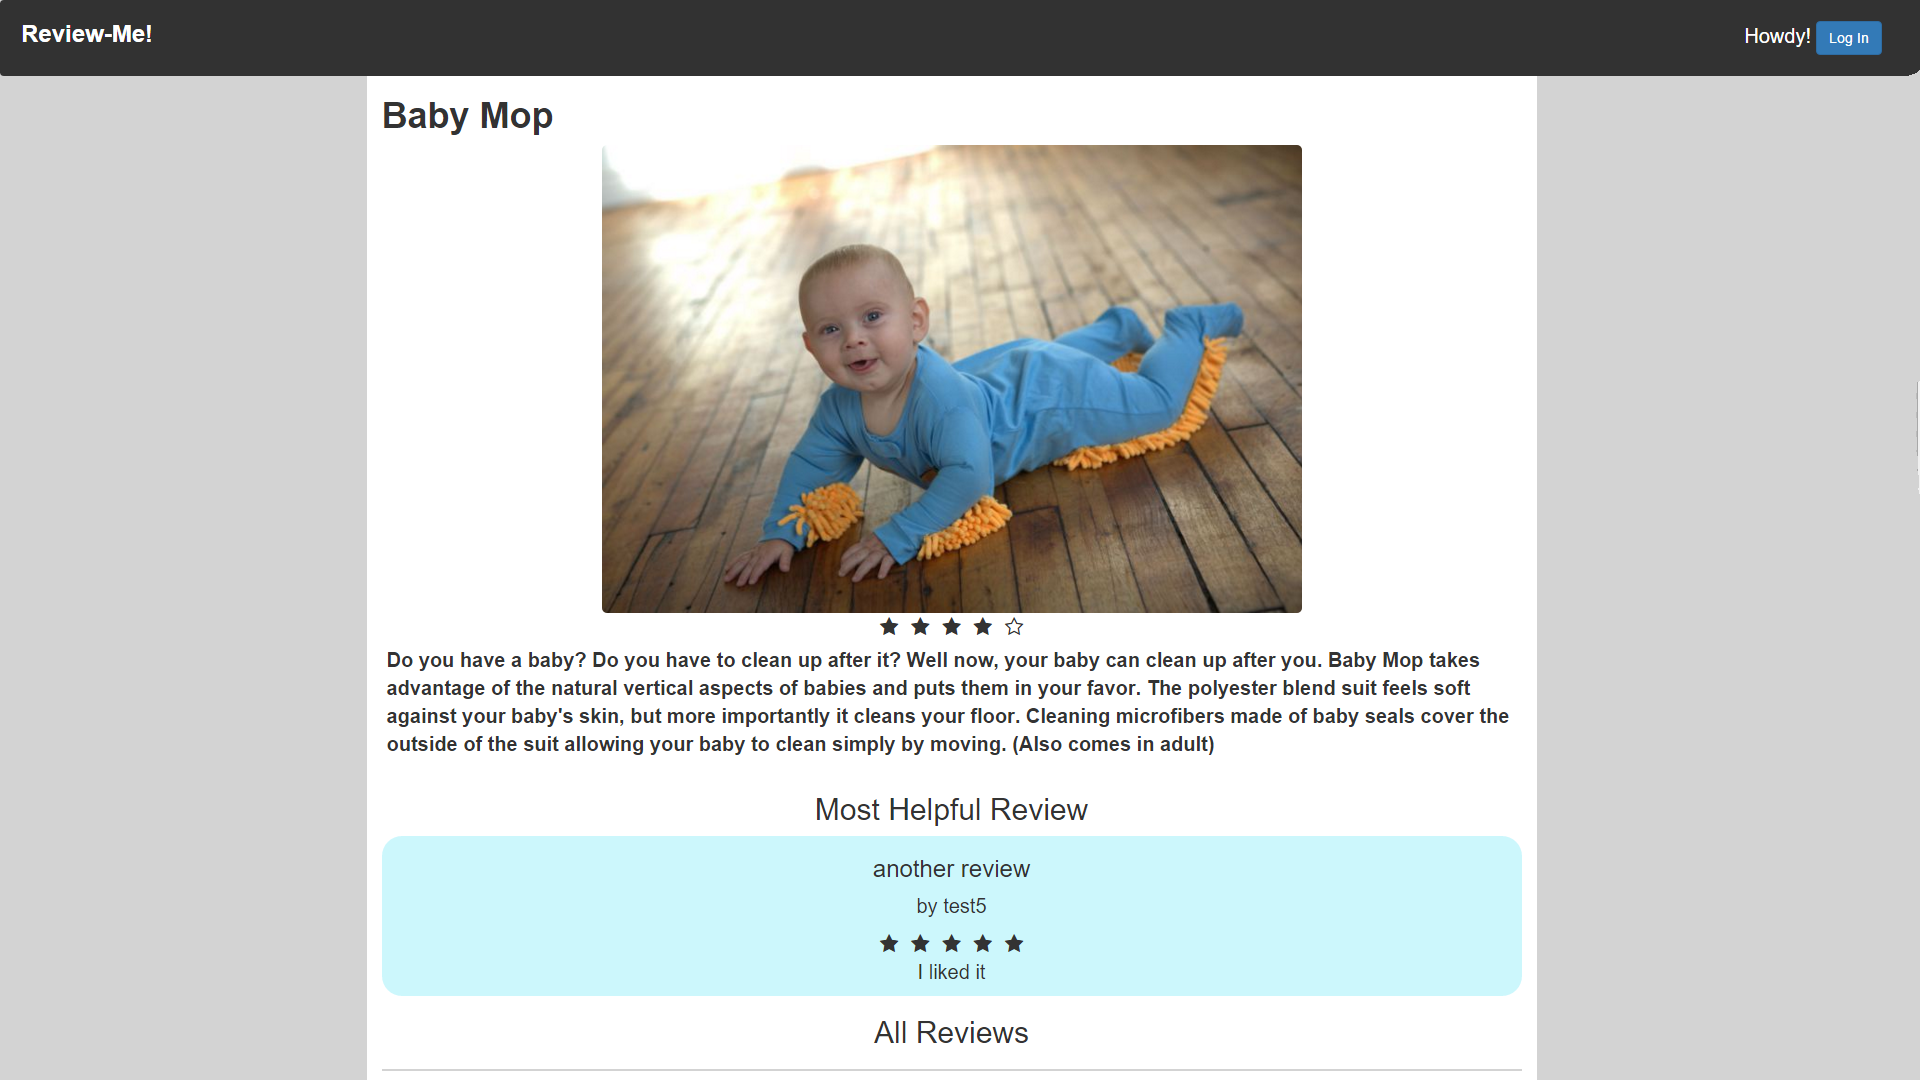 Review-Me!
Howdy! Log In
Baby Mop
Do you have a baby? Do you have to clean up after it? Well now, your baby can clean up after you. Baby Mop takes
advantage of the natural vertical aspects of babies and puts them in your favor. The polyester blend suit feels soft
against your baby's skin, but more importantly it cleans your floor. Cleaning microfibers made of baby seals cover the
outside of the suit allowing your baby to clean simply by moving. (Also comes in adult)
Most Helpful Review
another review
by test5
I liked it
All Reviews